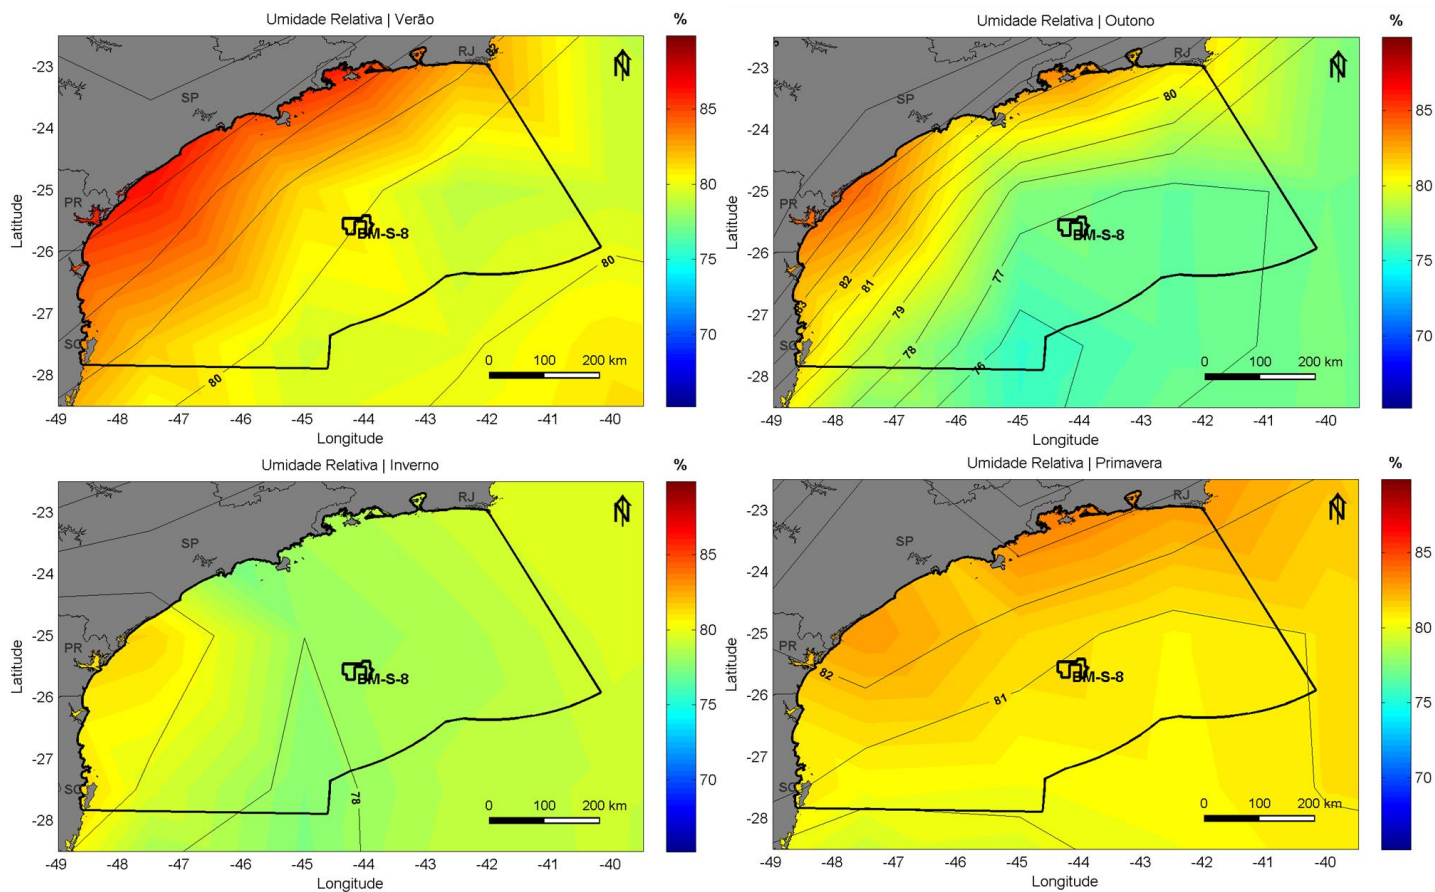 Umidade Relativa | Verão
%
RJ
82
SP
PR
SC
BM-S-8
80
80
0 100 200 km
-23
-24
-25
-26
-27
-28
Latitude
-49 -48 -47 -46 -45 -44 -43 -42 -41 -40
Longitude
85
80
75
70
Umidade Relativa | Outono
%
RJ
80
SP
PR
SC
BM-S-8
82
81
79
78
77
76
0 100 200 km
-23
-24
-25
-26
-27
-28
Latitude
-49 -48 -47 -46 -45 -44 -43 -42 -41 -40
Longitude
85
80
75
70
Umidade Relativa | Inverno
%
RJ
SP
PR
SC
BM-S-8
78
0 100 200 km
-23
-24
-25
-26
-27
-28
Latitude
-49 -48 -47 -46 -45 -44 -43 -42 -41 -40
Longitude
85
80
75
70
Umidade Relativa | Primavera
%
RJ
SP
PR
SC
BM-S-8
82
81
0 100 200 km
-23
-24
-25
-26
-27
-28
Latitude
-49 -48 -47 -46 -45 -44 -43 -42 -41 -40
Longitude
85
80
75
70